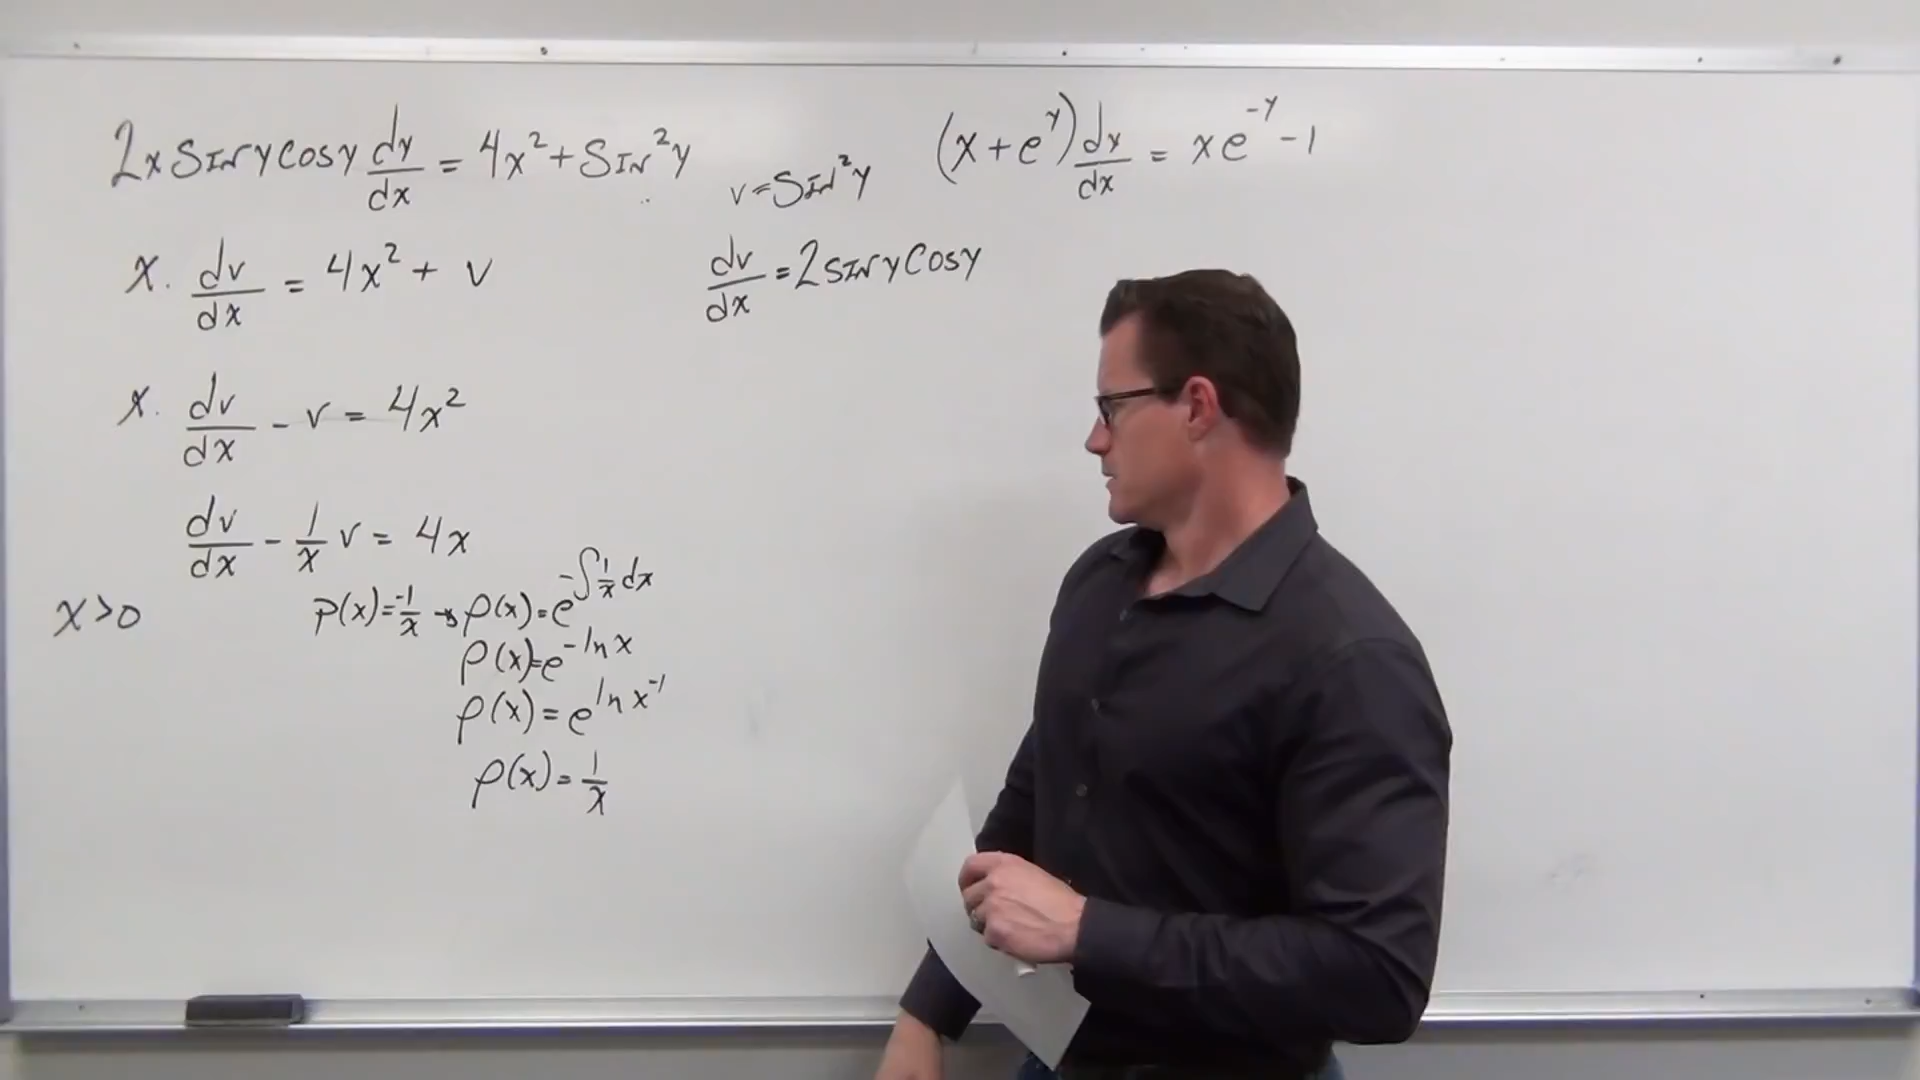 2x sin y cos y dy/dx = 4x² + sin² y
v = sin² y
(x + e^y) dy/dx = xe^-y - 1
x · dv/dx = 4x² + v
dv/dx = 2 sin y cos y
x · dv/dx - v = 4x²
dv/dx - 1/x v = 4x
x > 0
P(x) = -1/x → ρ(x) = e^-∫ 1/x dx
ρ(x) = e^-ln x
ρ(x) = e^ln x^-1
ρ(x) = 1/x